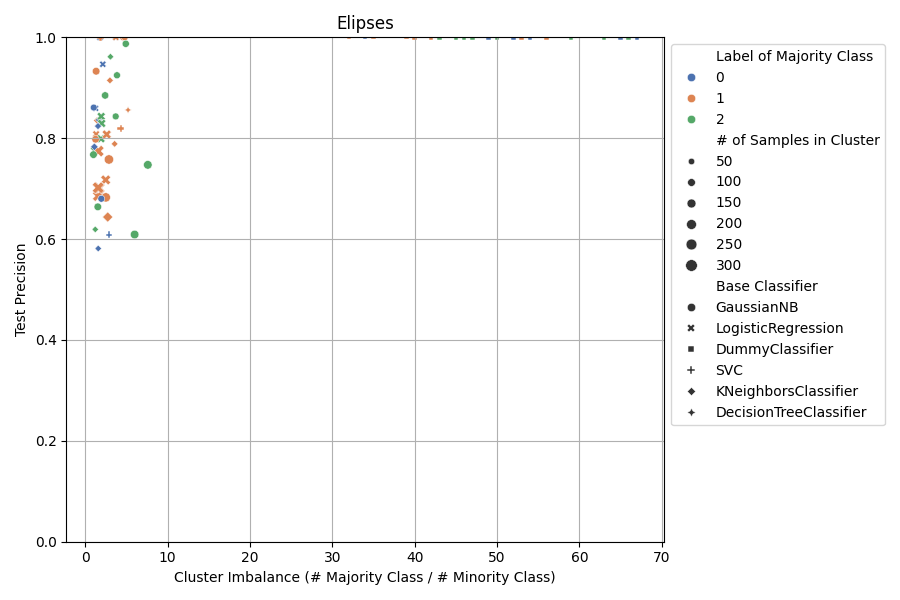 Elipses
1.0
0.8
0.6
0.4
0.2
0.0
Test Precision
0 10 20 30 40 50 60 70
Cluster Imbalance (# Majority Class / # Minority Class)
Label of Majority Class
0
1
2
# of Samples in Cluster
50
100
150
200
250
300
Base Classifier
GaussianNB
LogisticRegression
DummyClassifier
SVC
KNeighborsClassifier
DecisionTreeClassifier